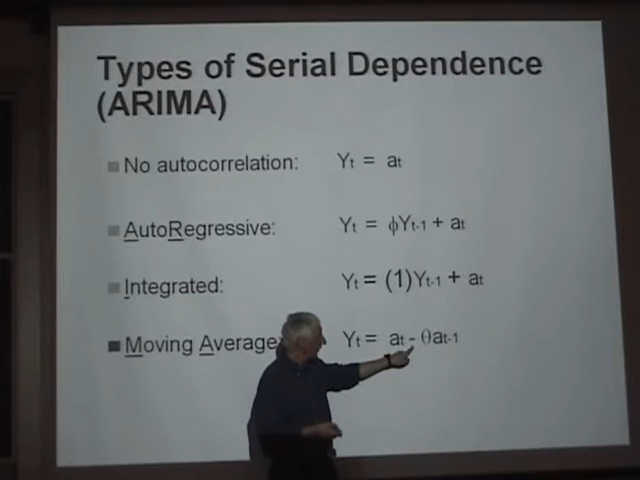 Types of Serial Dependence
(ARIMA)
No autocorrelation: Yt = at
AutoRegressive: Yt = ϕYt-1 + at
Integrated: Yt = (1)Yt-1 + at
Moving Average Yt = at - θat-1